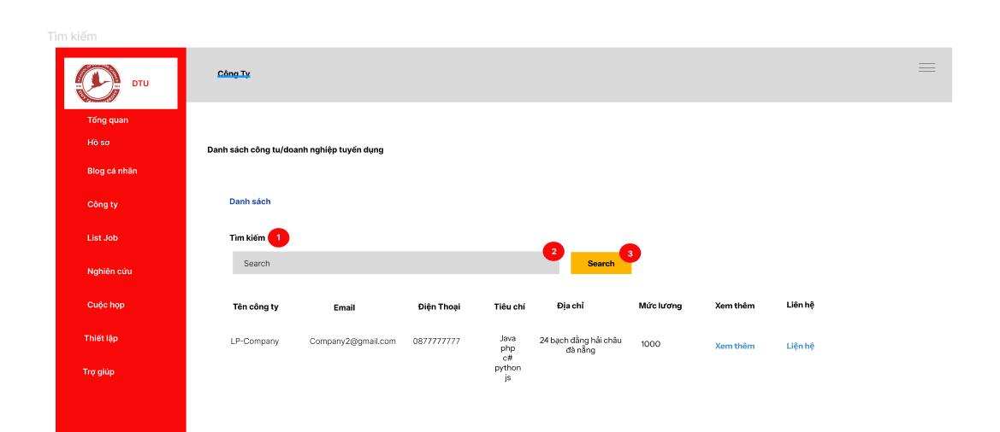 Tìm kiếm
DTU
Công Ty
Tổng quan
Hồ sơ
Blog cá nhân
Công ty
List Job
Nghiên cứu
Cuộc họp
Thiết lập
Trợ giúp
Danh sách công tu/doanh nghiệp tuyển dụng
Danh sách
Tìm kiếm 1
Search 2
Search 3
Tên công ty Email Điện Thoại Tiêu chí Địa chỉ Mức lương Xem thêm Liên hệ
LP-Company Company2@gmail.com 0877777777 Java 24 bạch đằng hải châu 1000 Xem thêm Liện hệ
php đà nẵng
c#
python
js